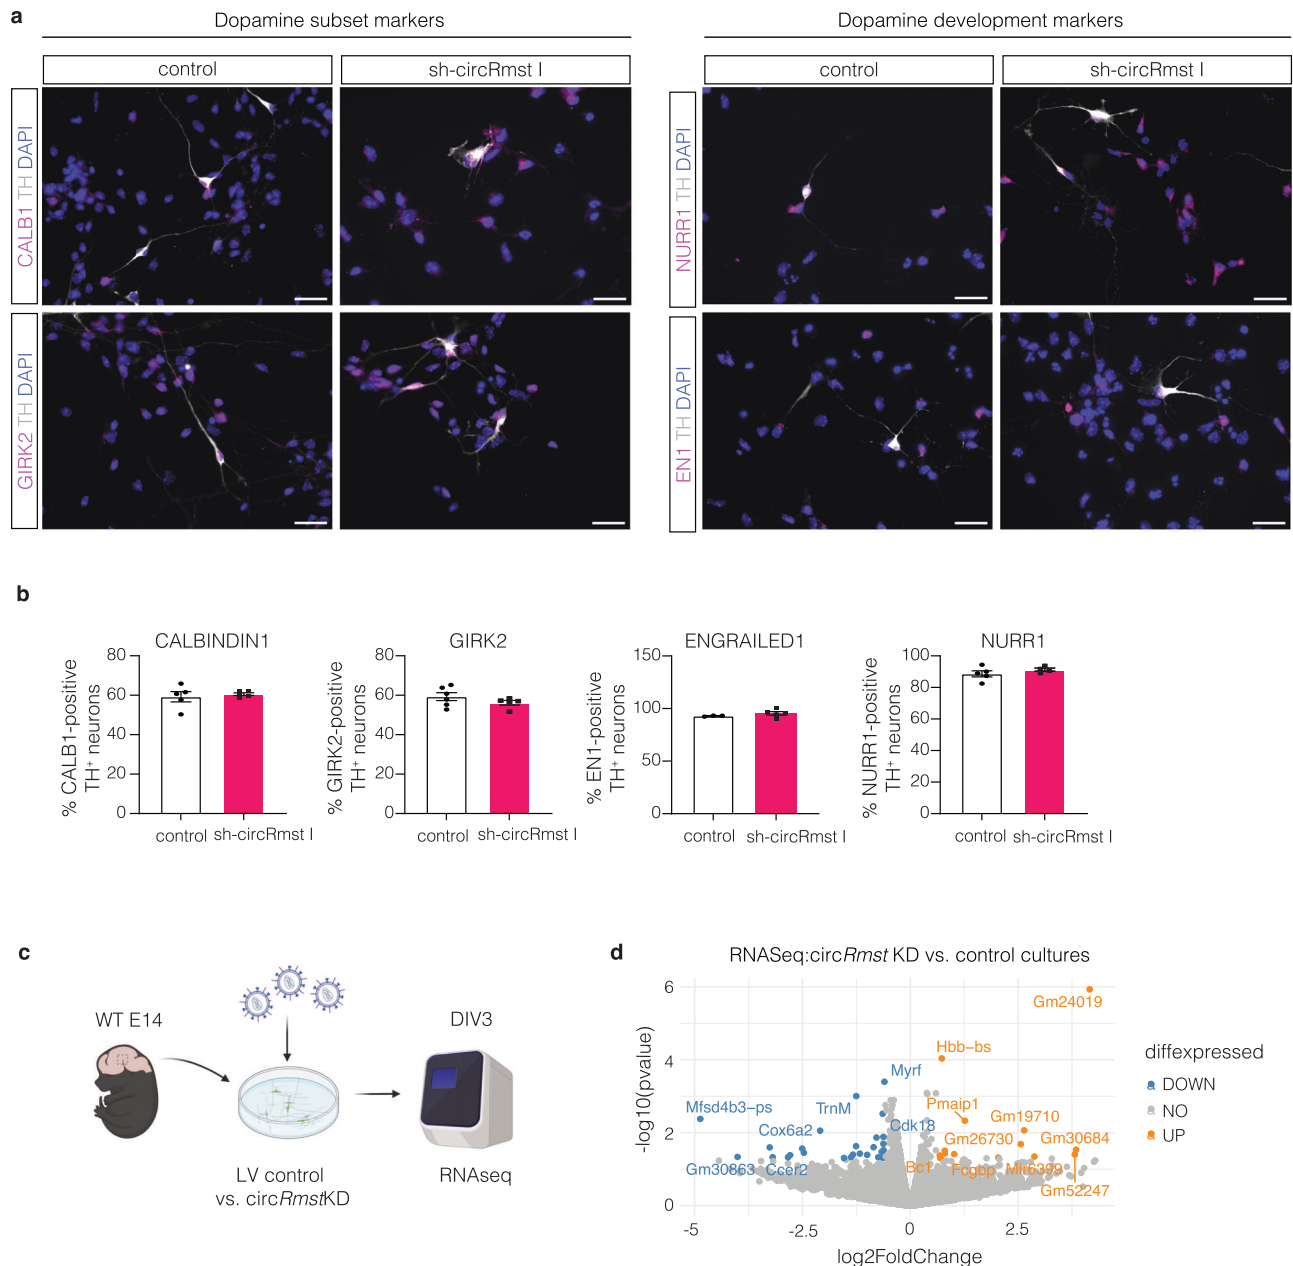 a
Dopamine subset markers
Dopamine development markers
control
sh-circRmst I
control
sh-circRmst I
CALB1 TH DAPI
NURR1 TH DAPI
GIRK2 TH DAPI
EN1 TH DAPI
b
CALBINDIN1
% CALB1-positive
TH+ neurons
80
60
40
20
0
control
sh-circRmst I
GIRK2
% GIRK2-positive
TH+ neurons
80
60
40
20
0
control
sh-circRmst I
ENGRAILED1
% EN1-positive
TH+ neurons
150
100
50
0
control
sh-circRmst I
NURR1
% NURR1-positive
TH+ neurons
100
80
60
40
20
0
control
sh-circRmst I
c
WT E14
DIV3
LV control
vs. circRmstKD
RNAseq
d
RNASeq:circRmst KD vs. control cultures
-log10(pvalue)
6
4
2
0
Gm24019
Hbb-bs
Myrf
Mfsd4b3-ps
TrnM
Pmaip1
Cox6a2
Cdk18
Gm19710
Gm26730
Gm30684
Gm30863
Ccer2
Bc1
Fcgbp
Mir6399
Gm52247
-5
-2.5
0
2.5
log2FoldChange
diffexpressed
a DOWN
a NO
a UP